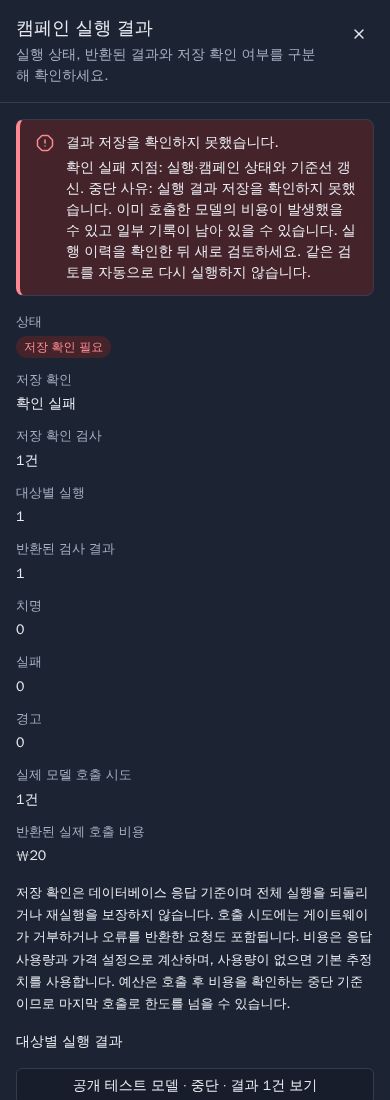 캠페인 실행 결과
실행 상태, 반환된 결과와 저장 확인 여부를 구분
해 확인하세요.
결과 저장을 확인하지 못했습니다.
확인 실패 지점: 실행·캠페인 상태와 기준선 갱
신. 중단 사유: 실행 결과 저장을 확인하지 못했
습니다. 이미 호출한 모델의 비용이 발생했을
수 있고 일부 기록이 남아 있을 수 있습니다. 실
행 이력을 확인한 뒤 새로 검토하세요. 같은 검
토를 자동으로 다시 실행하지 않습니다.
상태
저장 확인 필요
저장 확인
확인 실패
저장 확인 검사
1건
대상별 실행
1
반환된 검사 결과
1
치명
0
실패
0
경고
0
실제 모델 호출 시도
1건
반환된 실제 호출 비용
₩20
저장 확인은 데이터베이스 응답 기준이며 전체 실행을 되돌리
거나 재실행을 보장하지 않습니다. 호출 시도에는 게이트웨이
가 거부하거나 오류를 반환한 요청도 포함됩니다. 비용은 응답
사용량과 가격 설정으로 계산하며, 사용량이 없으면 기본 추정
치를 사용합니다. 예산은 호출 후 비용을 확인하는 중단 기준
이므로 마지막 호출로 한도를 넘을 수 있습니다.
대상별 실행 결과
공개 테스트 모델 · 중단 · 결과 1건 보기